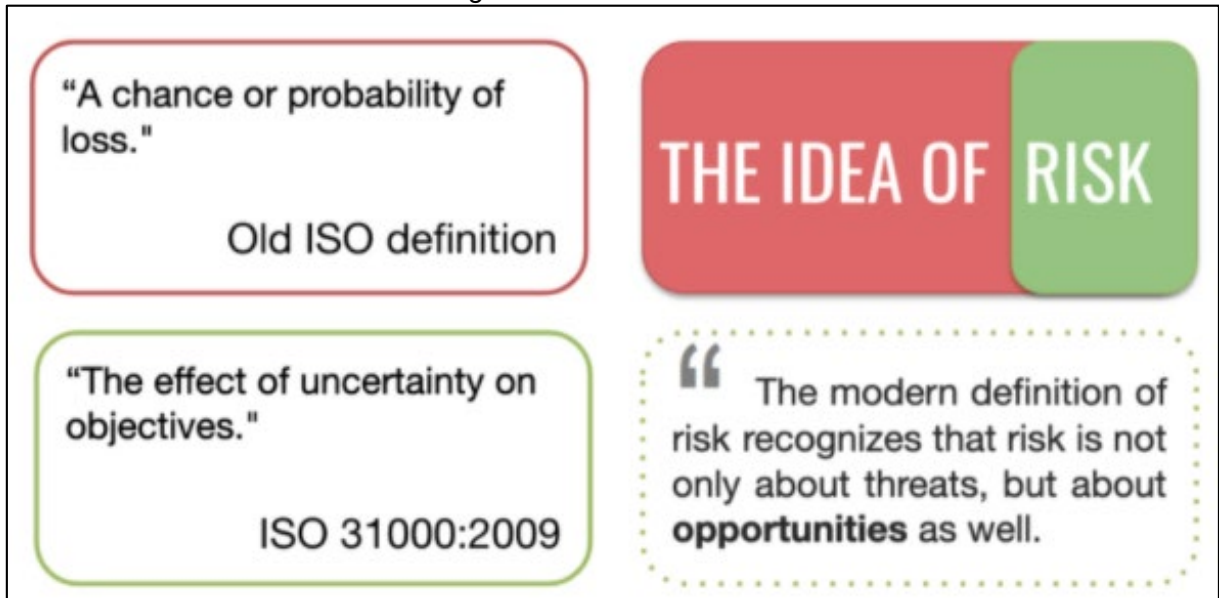 “A chance or probability of
loss."
Old ISO definition
THE IDEA OF RISK
“The effect of uncertainty on
objectives."
ISO 31000:2009
“
The modern definition of
risk recognizes that risk is not
only about threats, but about
opportunities as well.